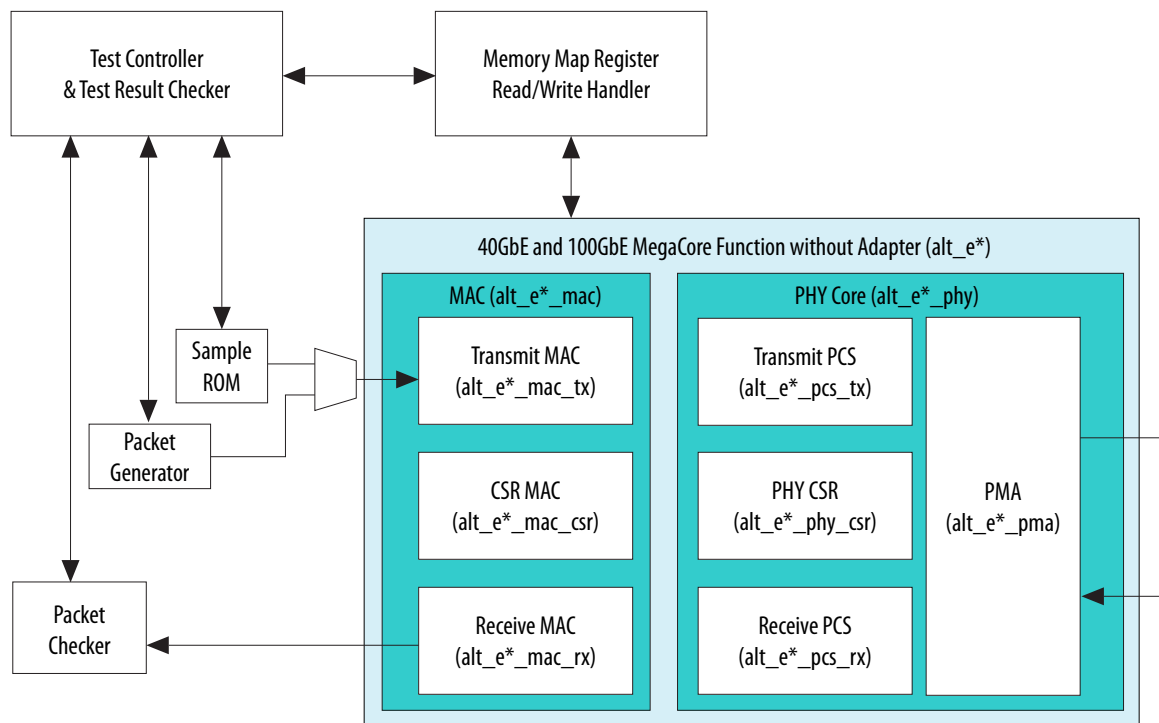 Test Controller
& Test Result Checker
Memory Map Register
Read/Write Handler
40GbE and 100GbE MegaCore Function without Adapter (alt_e*)
MAC (alt_e*_mac)
PHY Core (alt_e*_phy)
Sample
ROM
Transmit MAC
(alt_e*_mac_tx)
Transmit PCS
(alt_e*_pcs_tx)
Packet
Generator
CSR MAC
(alt_e*_mac_csr)
PHY CSR
(alt_e*_phy_csr)
PMA
(alt_e*_pma)
Packet
Checker
Receive MAC
(alt_e*_mac_rx)
Receive PCS
(alt_e*_pcs_rx)